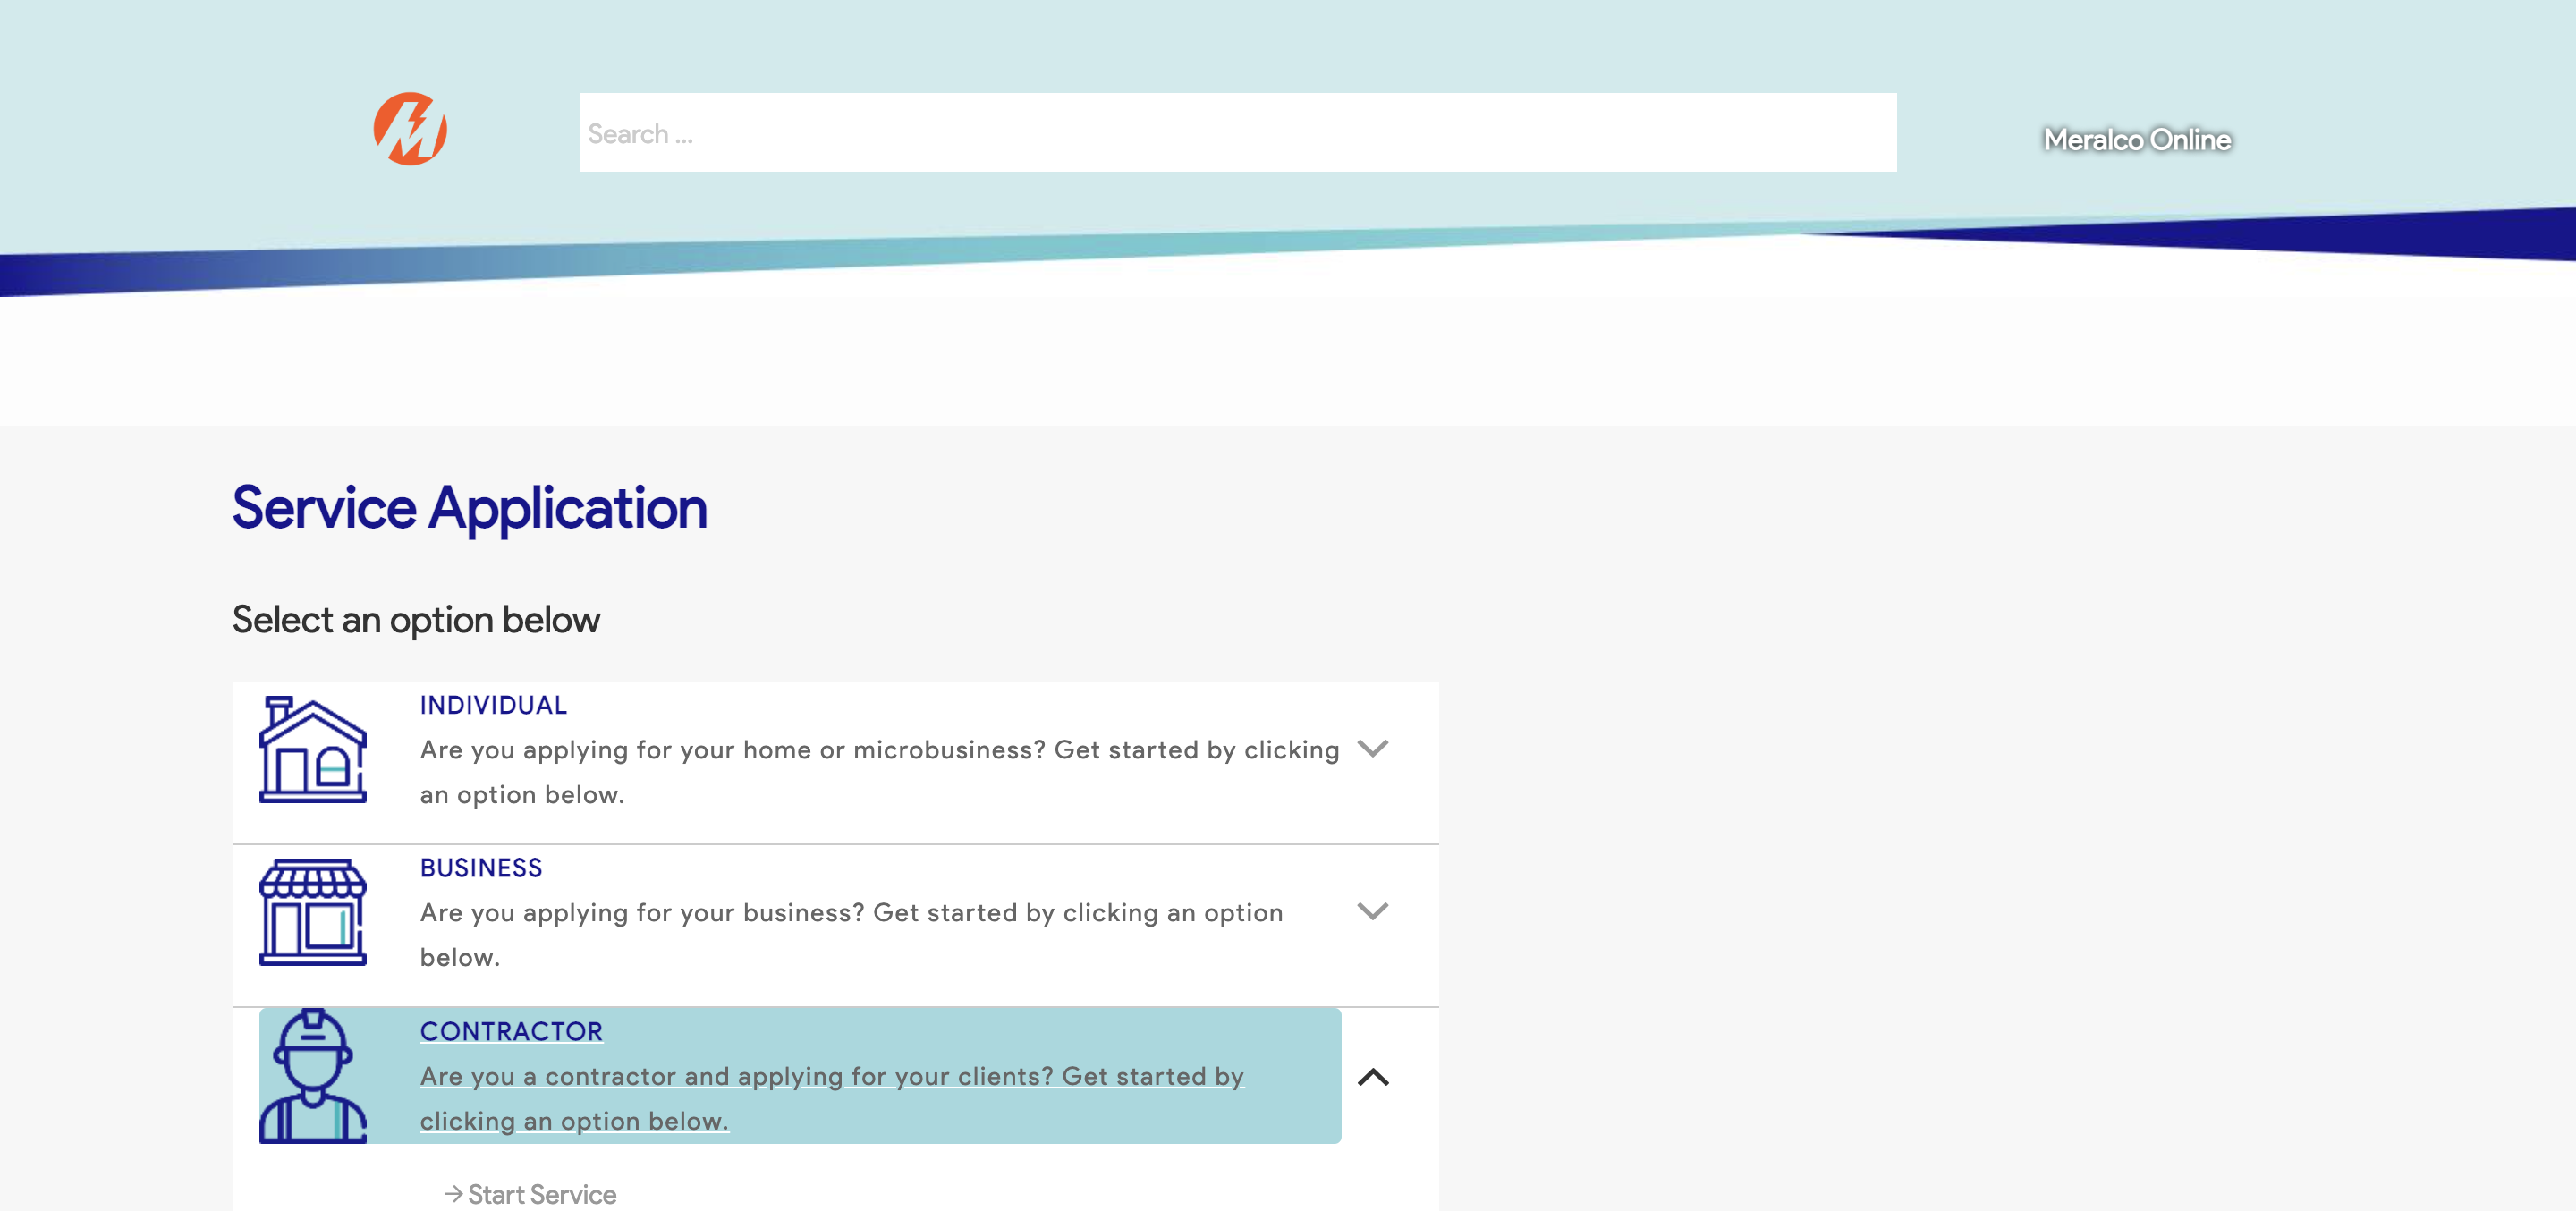 Search ...
Meralco Online
Service Application
Select an option below
INDIVIDUAL
Are you applying for your home or microbusiness? Get started by clicking
an option below.
BUSINESS
Are you applying for your business? Get started by clicking an option
below.
CONTRACTOR
Are you a contractor and applying for your clients? Get started by
clicking an option below.
→ Start Service